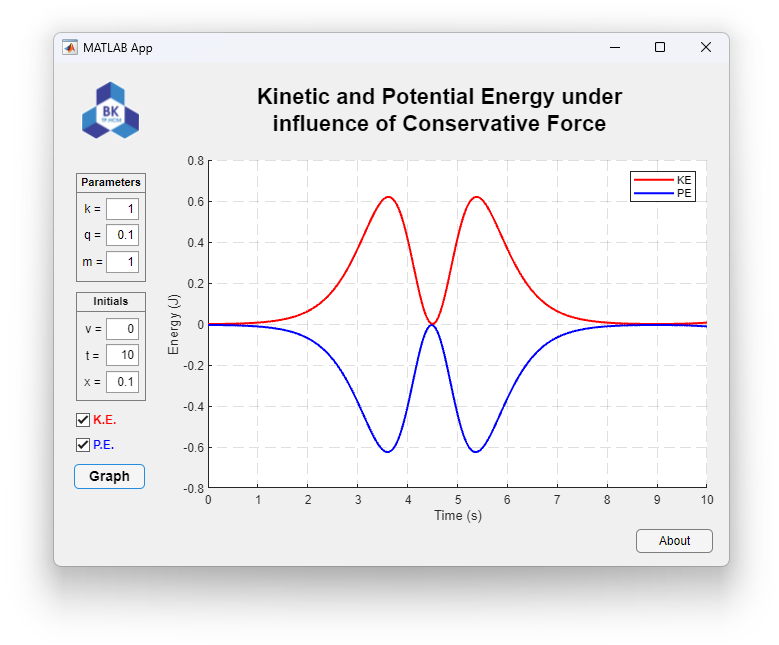 MATLAB App
BK
TP.HCM
Kinetic and Potential Energy under
influence of Conservative Force
Parameters
k = 1
q = 0.1
m = 1
Initials
v = 0
t = 10
x = 0.1
K.E.
P.E.
Graph
Energy (J)
0.8
0.6
0.4
0.2
0
-0.2
-0.4
-0.6
-0.8
KE
PE
0 1 2 3 4 5 6 7 8 9 10
Time (s)
About